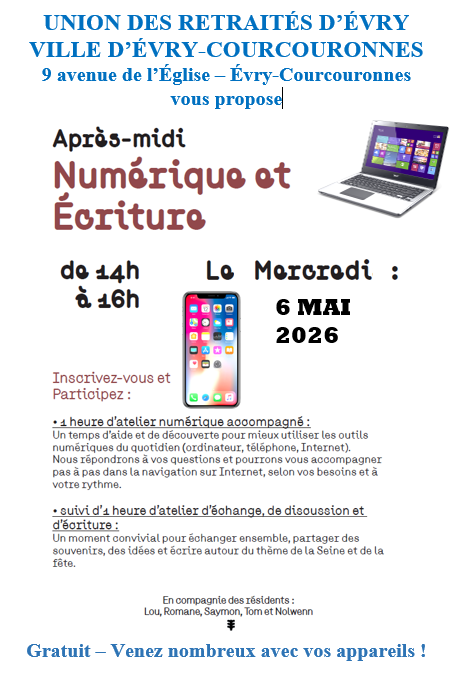 UNION DES RETRAITÉS D’ÉVRY
VILLE D’ÉVRY-COURCOURONNES
9 avenue de l’Église – Évry-Courcouronnes
vous propose
Après-midi
Numérique et
Écriture
de 14h
à 16h
Le Mercredi :
6 MAI
2026
Inscrivez-vous et
Participez :
• 1 heure d’atelier numérique accompagné :
Un temps d’aide et de découverte pour mieux utiliser les outils
numériques du quotidien (ordinateur, téléphone, Internet).
Nous répondrons à vos questions et pourrons vous accompagner
pas à pas dans la navigation sur Internet, selon vos besoins et à
votre rythme.
• suivi d’1 heure d’atelier d’échange, de discussion et
d’écriture :
Un moment convivial pour échanger ensemble, partager des
souvenirs, des idées et écrire autour du thème de la Seine et de la
fête.
En compagnie des résidents :
Lou, Romane, Saymon, Tom et Nolwenn
Gratuit – Venez nombreux avec vos appareils !